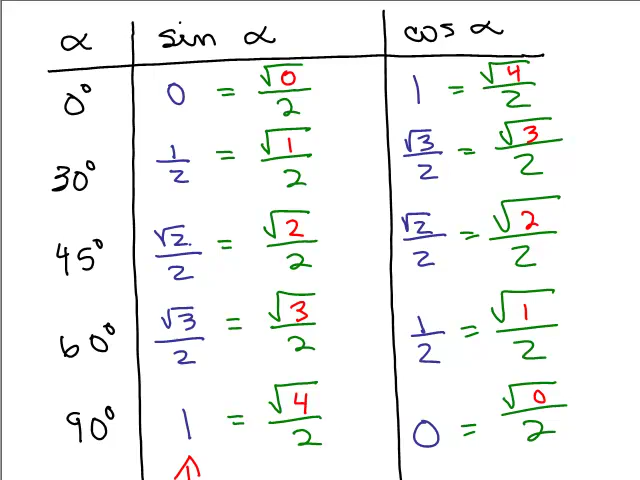 α sin α cos α
0° 0 = √0/2 1 = √4/2
30° 1/2 = √1/2 √3/2 = √3/2
45° √2/2 = √2/2 √2/2 = √2/2
60° √3/2 = √3/2 1/2 = √1/2
90° 1 = √4/2 0 = √0/2